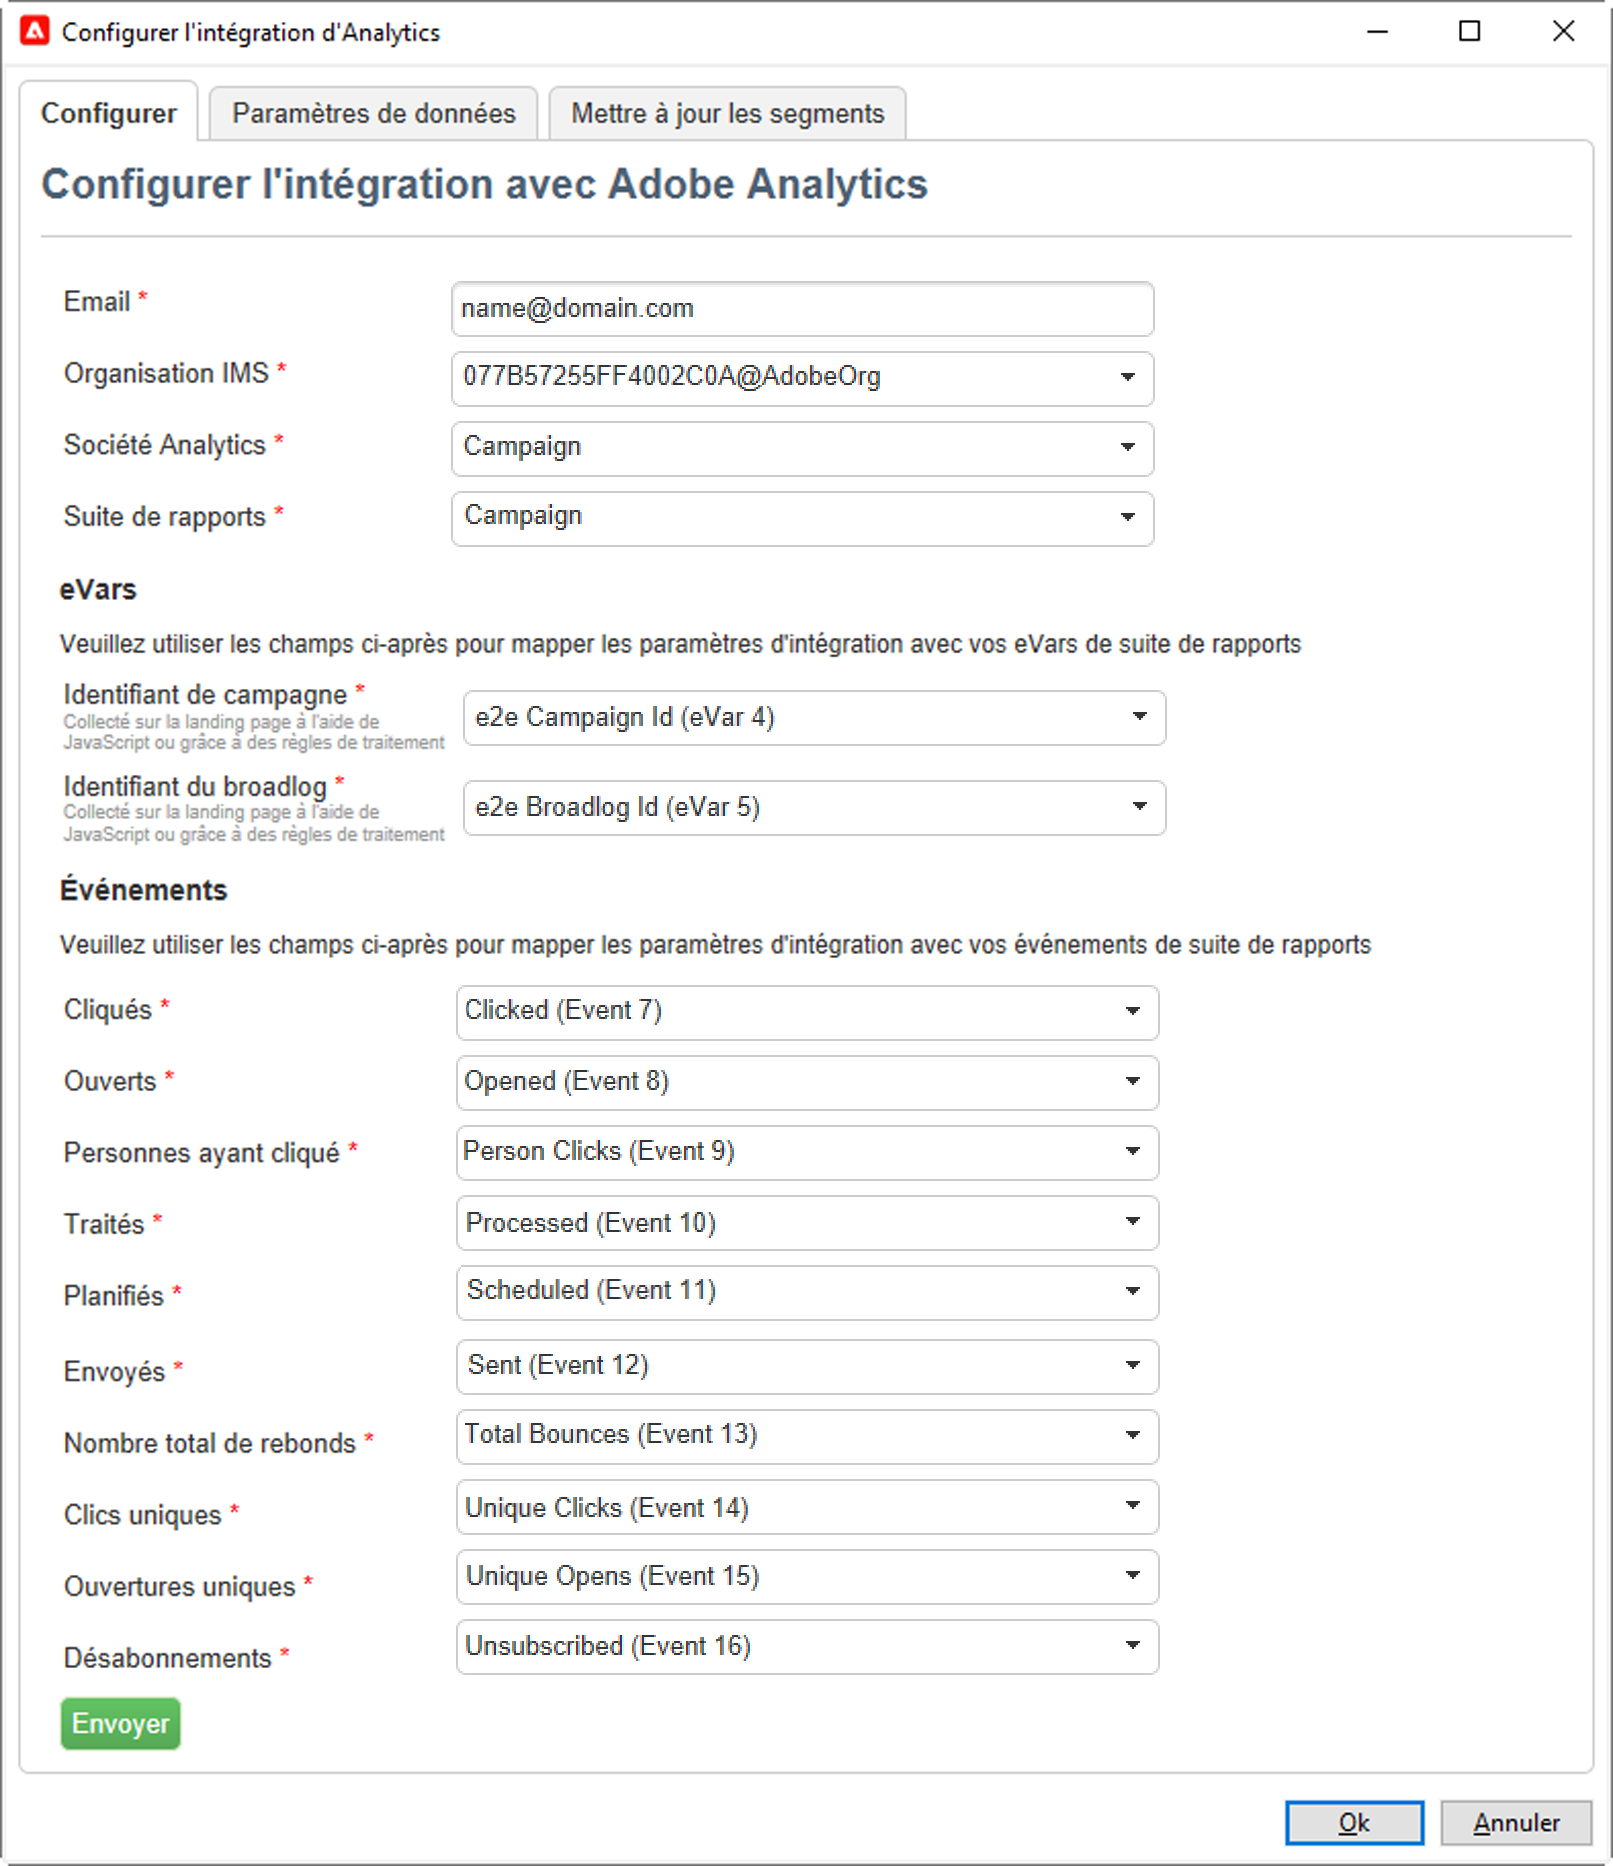 Configurer l'intégration d'Analytics
Configurer
Paramètres de données
Mettre à jour les segments
Configurer l'intégration avec Adobe Analytics
Email *
name@domain.com
Organisation IMS *
077B57255FF4002C0A@AdobeOrg
Société Analytics *
Campaign
Suite de rapports *
Campaign
eVars
Veuillez utiliser les champs ci-après pour mapper les paramètres d'intégration avec vos eVars de suite de rapports
Identifiant de campagne *
Collecté sur la landing page à l'aide de
JavaScript ou grâce à des règles de traitement
e2e Campaign Id (eVar 4)
Identifiant du broadlog *
Collecté sur la landing page à l'aide de
JavaScript ou grâce à des règles de traitement
e2e Broadlog Id (eVar 5)
Événements
Veuillez utiliser les champs ci-après pour mapper les paramètres d'intégration avec vos événements de suite de rapports
Cliqués *
Clicked (Event 7)
Ouverts *
Opened (Event 8)
Personnes ayant cliqué *
Person Clicks (Event 9)
Traités *
Processed (Event 10)
Planifiés *
Scheduled (Event 11)
Envoyés *
Sent (Event 12)
Nombre total de rebonds *
Total Bounces (Event 13)
Clics uniques *
Unique Clicks (Event 14)
Ouvertures uniques *
Unique Opens (Event 15)
Désabonnements *
Unsubscribed (Event 16)
Envoyer
Ok
Annuler